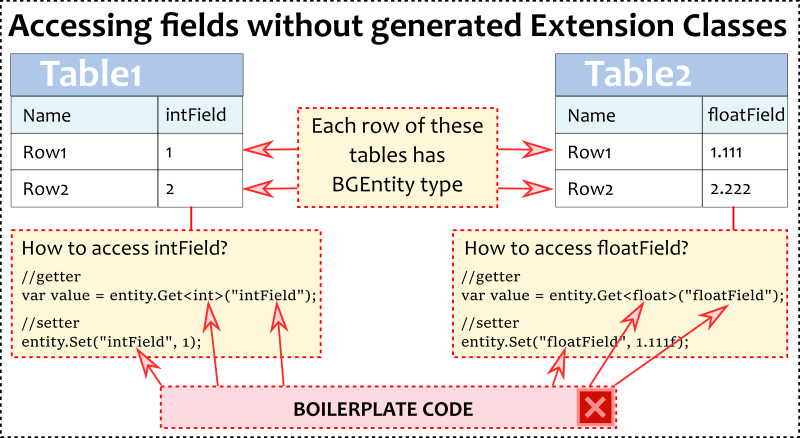 Accessing fields without generated Extension Classes
Table1
Name intField
Row1 1
Row2 2
Each row of these
tables has
BGEntity type
Table2
Name floatField
Row1 1.111
Row2 2.222
How to access intField?
//getter
var value = entity.Get<int>("intField");
//setter
entity.Set("intField", 1);
How to access floatField?
//getter
var value = entity.Get<float>("floatField");
//setter
entity.Set("floatField", 1.111f);
BOILERPLATE CODE